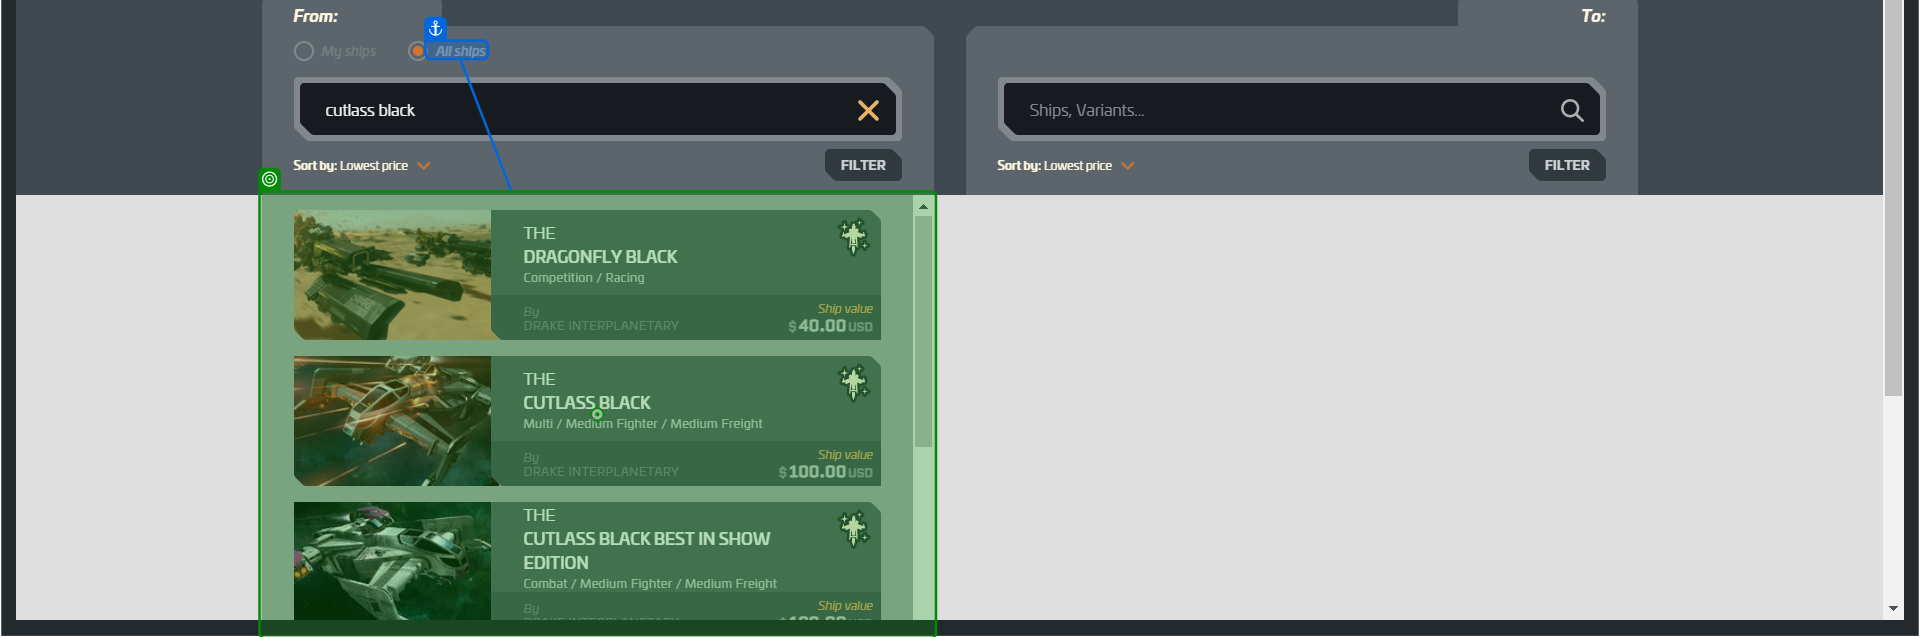 From:
My ships
All ships
cutlass black
Sort by: Lowest price
FILTER
THE
DRAGONFLY BLACK
Competition / Racing
By
DRAKE INTERPLANETARY
Ship value
$40.00 USD
THE
CUTLASS BLACK
Multi / Medium Fighter / Medium Freight
By
DRAKE INTERPLANETARY
Ship value
$100.00 USD
THE
CUTLASS BLACK BEST IN SHOW
EDITION
Combat / Medium Fighter / Medium Freight
By
Ship value
To:
Ships, Variants...
Sort by: Lowest price
FILTER